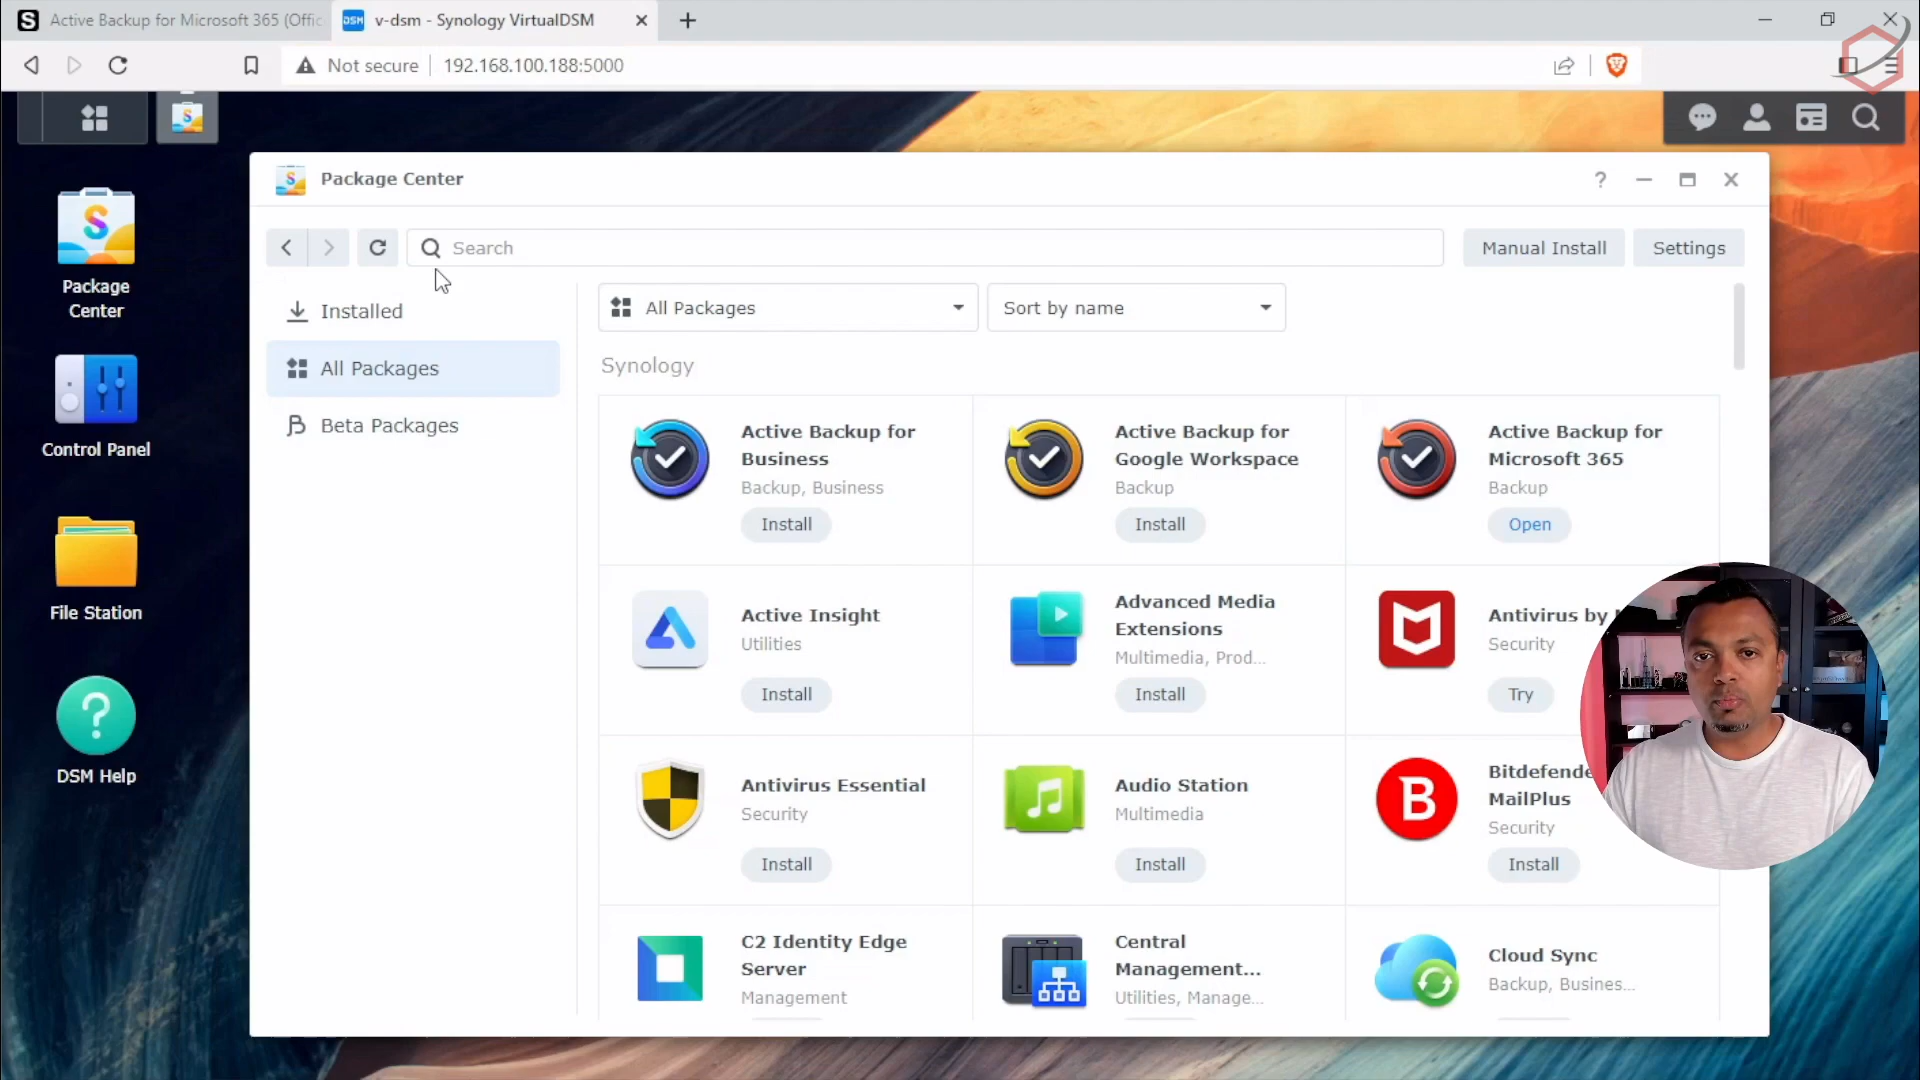 Active Backup for Microsoft 365 (Offic
DSM
v-dsm - Synology VirtualDSM
Not secure
192.168.100.188:5000
Package Center
Control Panel
File Station
DSM Help
Package Center
Search
Manual Install
Settings
Installed
All Packages
Beta Packages
All Packages
Sort by name
Synology
Active Backup for Business
Backup, Business
Install
Active Backup for Google Workspace
Backup
Install
Active Backup for Microsoft 365
Backup
Open
Active Insight
Utilities
Install
Advanced Media Extensions
Multimedia, Prod...
Install
Antivirus by
Security
Try
Antivirus Essential
Security
Install
Audio Station
Multimedia
Install
Bitdefende
MailPlus
Security
Install
C2 Identity Edge Server
Management
Central Management...
Utilities, Manage...
Cloud Sync
Backup, Busines...